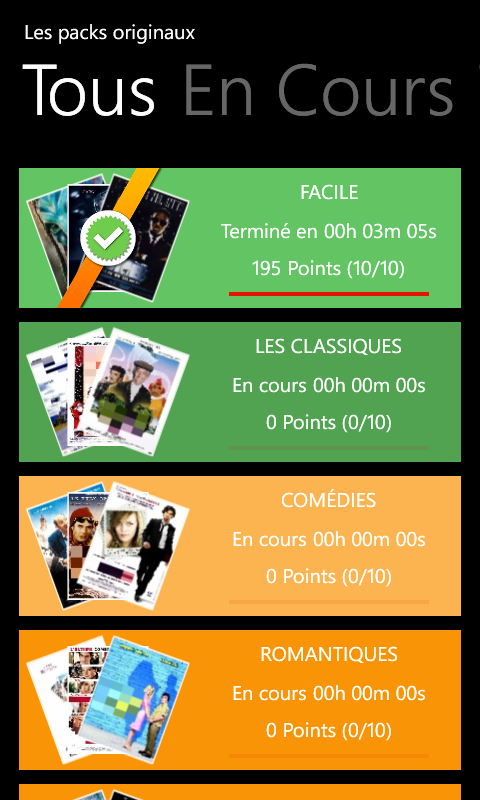 Les packs originaux
Tous En Cours
FACILE
Terminé en 00h 03m 05s
195 Points (10/10)
LES CLASSIQUES
En cours 00h 00m 00s
0 Points (0/10)
COMÉDIES
En cours 00h 00m 00s
0 Points (0/10)
ROMANTIQUES
En cours 00h 00m 00s
0 Points (0/10)